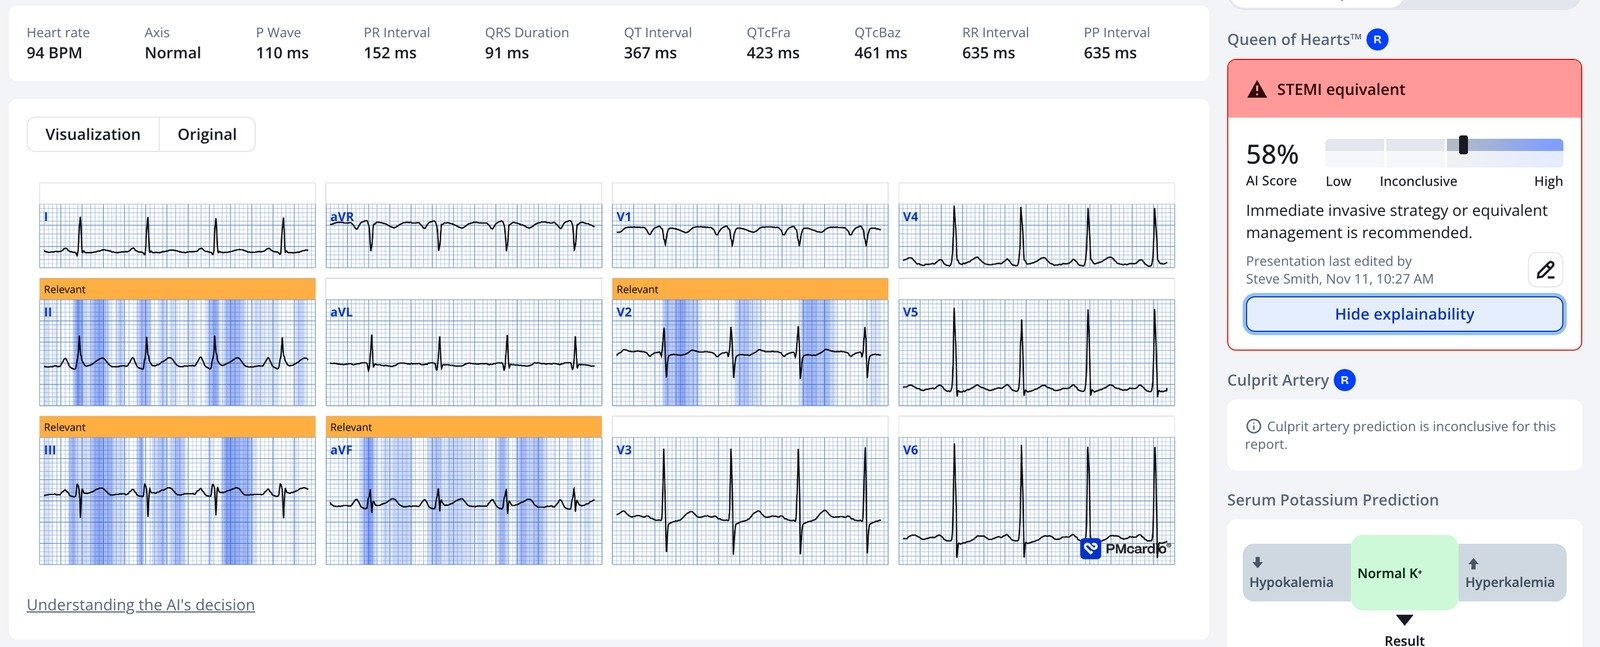 Heart rate
94 BPM
Axis
Normal
P Wave
110 ms
PR Interval
152 ms
QRS Duration
91 ms
QT Interval
367 ms
QTcFra
423 ms
QTcBaz
461 ms
RR Interval
635 ms
PP Interval
635 ms
Visualization
Original
I
aVR
V1
V4
Relevant
II
aVL
Relevant
V2
V5
Relevant
III
Relevant
aVF
V3
V6
PMcardio®
Understanding the AI's decision
Queen of Hearts™ R
STEMI equivalent
58%
AI Score
Low
Inconclusive
High
Immediate invasive strategy or equivalent
management is recommended.
Presentation last edited by
Steve Smith, Nov 11, 10:27 AM
Hide explainability
Culprit Artery R
Culprit artery prediction is inconclusive for this
report.
Serum Potassium Prediction
Hypokalemia
Normal K⁺
Hyperkalemia
Result